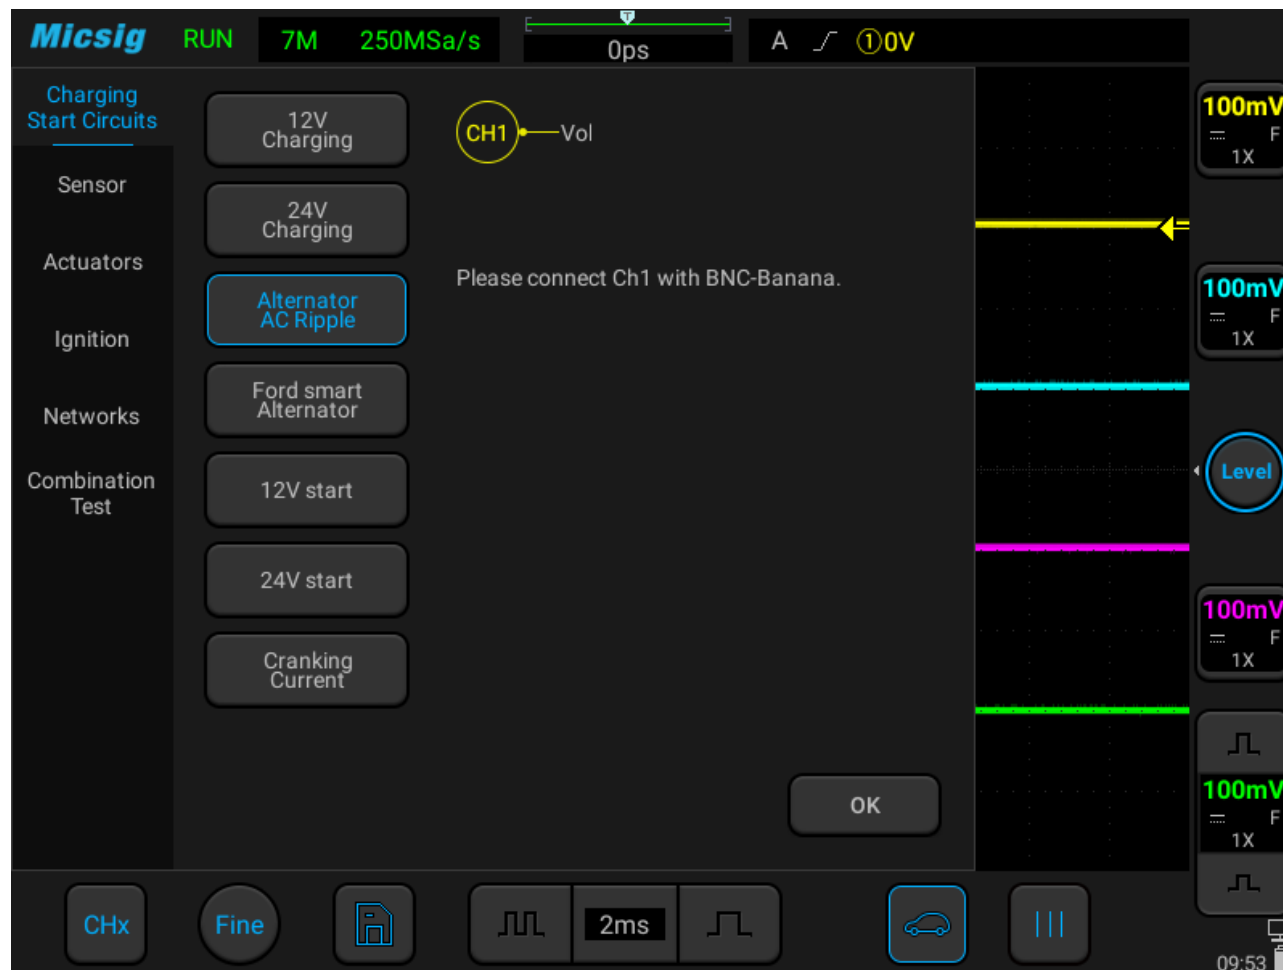 Micsig RUN 7M 250MSa/s T 0ps A ①0V
Charging
Start Circuits
Sensor
Actuators
Ignition
Networks
Combination
Test
12V
Charging
24V
Charging
Alternator
AC Ripple
Ford smart
Alternator
12V start
24V start
Cranking
Current
CH1 Vol
Please connect Ch1 with BNC-Banana.
OK
100mV
F
1X
100mV
F
1X
Level
100mV
F
1X
100mV
F
1X
CHx Fine 2ms
09:53